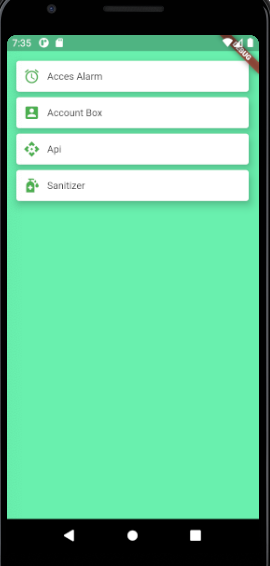 7:35
DEBUG
Acces Alarm
Account Box
Api
Sanitizer